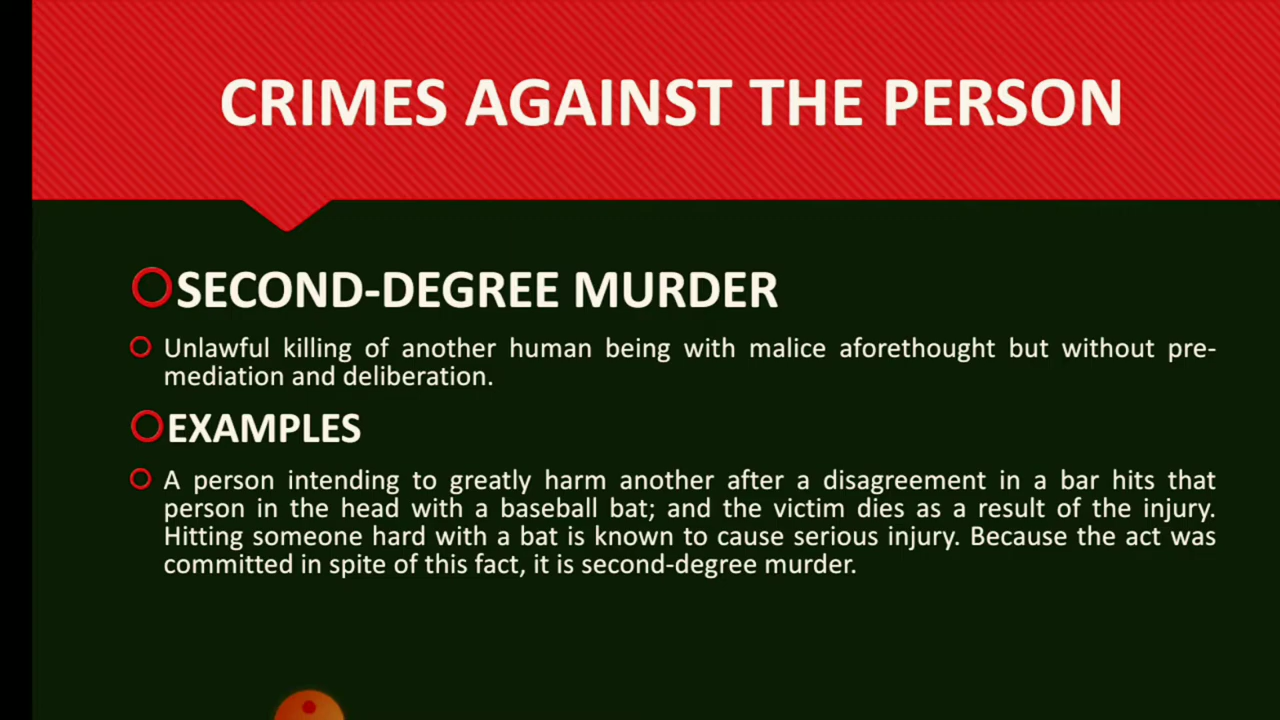 CRIMES AGAINST THE PERSON
SECOND-DEGREE MURDER
Unlawful killing of another human being with malice aforethought but without pre-
mediation and deliberation.
EXAMPLES
A person intending to greatly harm another after a disagreement in a bar hits that
person in the head with a baseball bat; and the victim dies as a result of the injury.
Hitting someone hard with a bat is known to cause serious injury. Because the act was
committed in spite of this fact, it is second-degree murder.